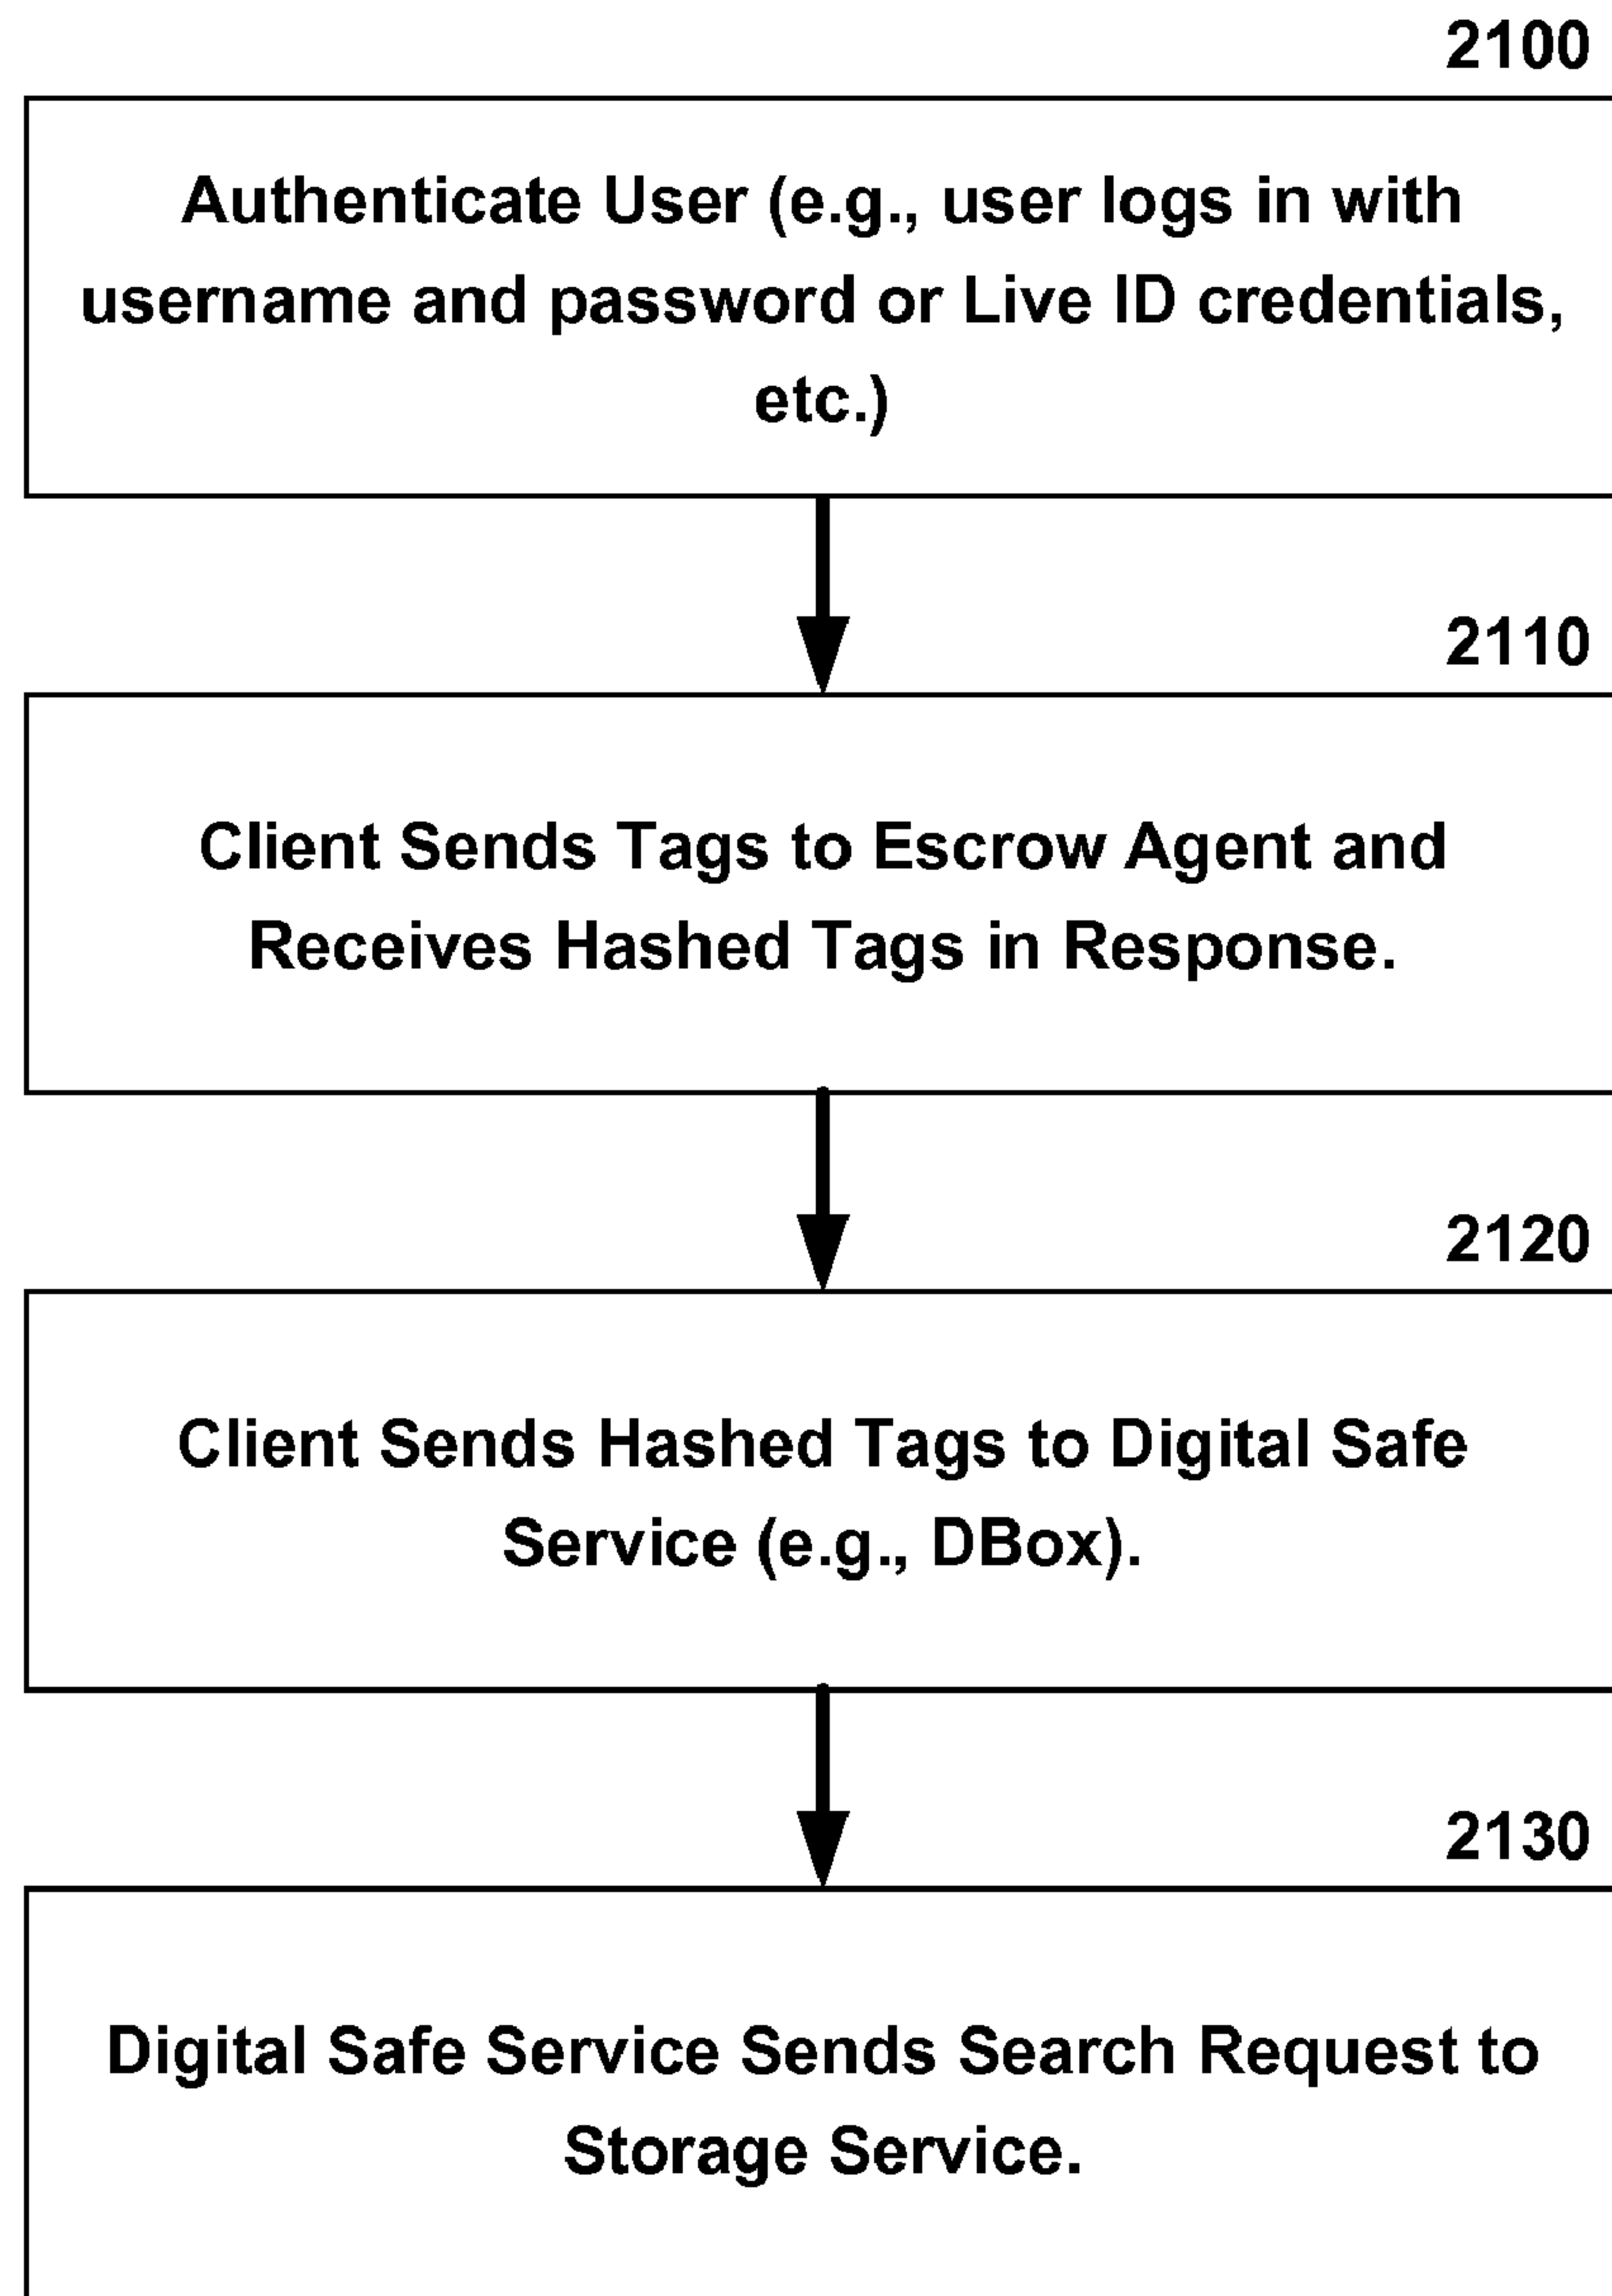 2100
Authenticate User (e.g., user logs in with
username and password or Live ID credentials,
etc.)
2110
Client Sends Tags to Escrow Agent and
Receives Hashed Tags in Response.
2120
Client Sends Hashed Tags to Digital Safe
Service (e.g., DBox).
2130
Digital Safe Service Sends Search Request to
Storage Service.